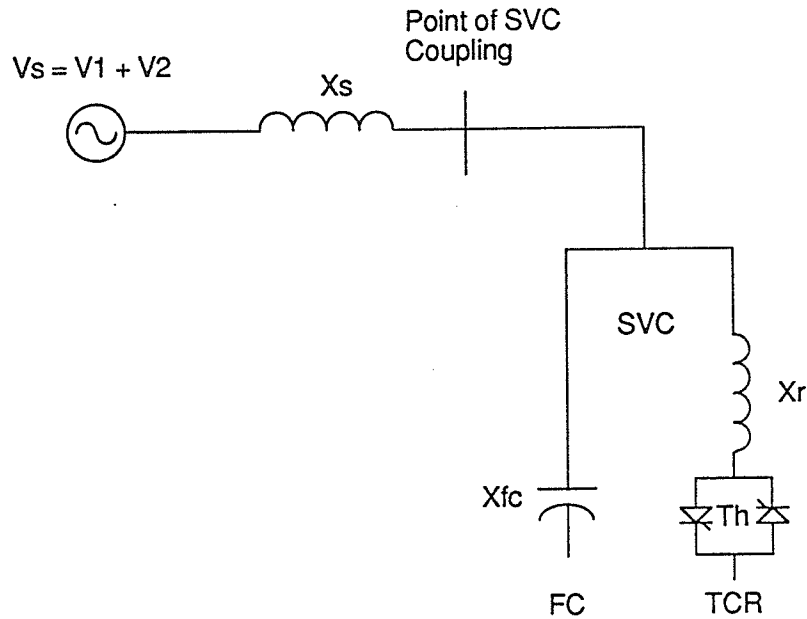 Point of SVC
Coupling
Vs = V1 + V2
Xs
SVC
Xr
Xfc
Th
FC
TCR